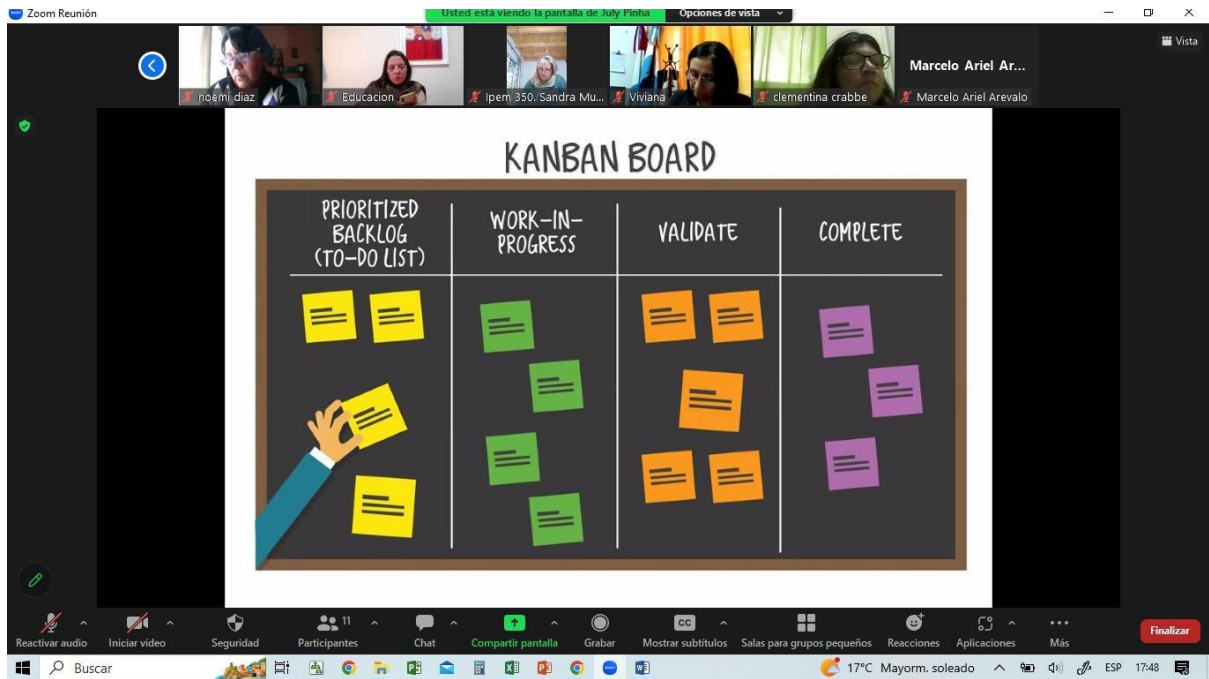 Zoom Reunión
Usted está viendo la pantalla de July Pinha
Opciones de vista
Vista
noemi diaz
Educacion
Ipem 350. Sandra Mu...
Viviana
clementina crabbe
Marcelo Ariel Ar...
Marcelo Ariel Arevalo
KANBAN BOARD
PRIORITIZED
BACKLOG
(TO-DO LIST)
WORK-IN-
PROGRESS
VALIDATE
COMPLETE
Reactivar audio
Iniciar video
Seguridad
11
Participantes
Chat
Compartir pantalla
Grabar
CC
Mostrar subtítulos
Salas para grupos pequeños
Reacciones
Aplicaciones
Más
Finalizar
Buscar
17°C Mayorm. soleado
ESP
17:48